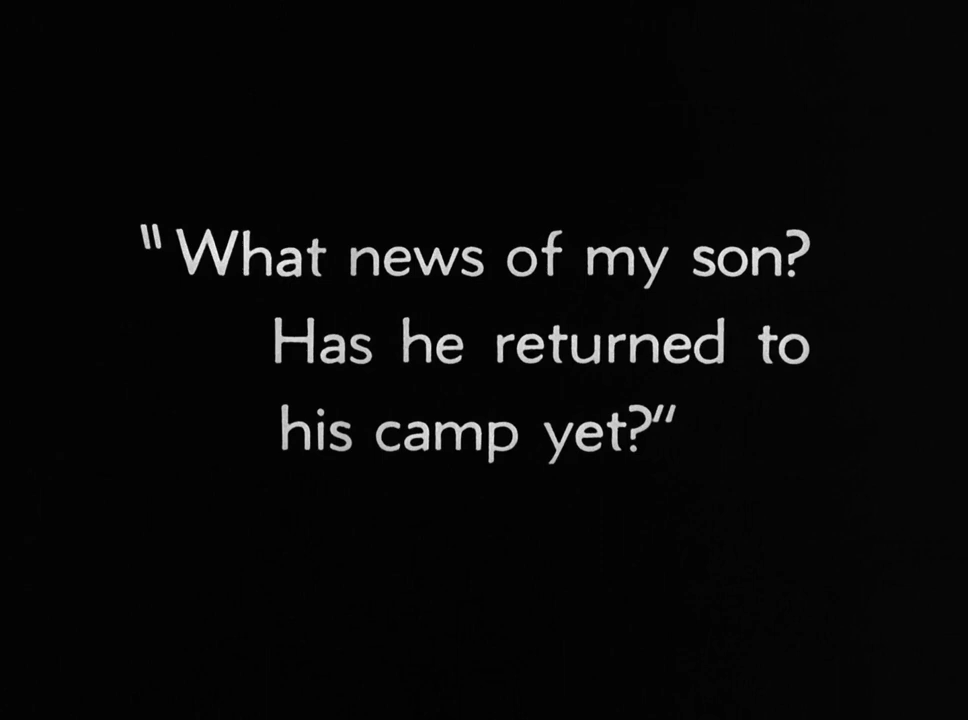 "What news of my son?
Has he returned to
his camp yet?"